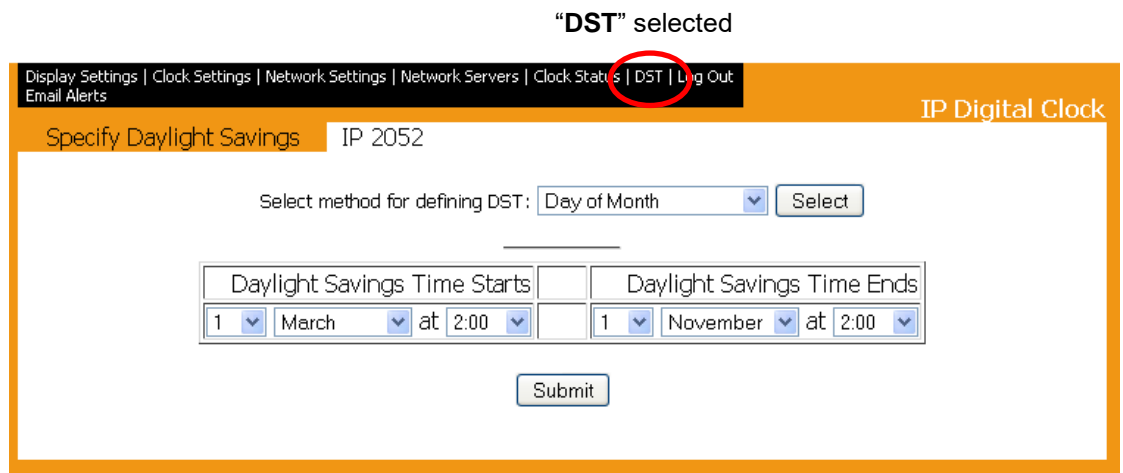 “DST” selected
Display Settings | Clock Settings | Network Settings | Network Servers | Clock Status | DST | Log Out
Email Alerts
IP Digital Clock
Specify Daylight Savings IP 2052
Select method for defining DST: Day of Month Select
Daylight Savings Time Starts Daylight Savings Time Ends
1 March at 2:00 1 November at 2:00
Submit